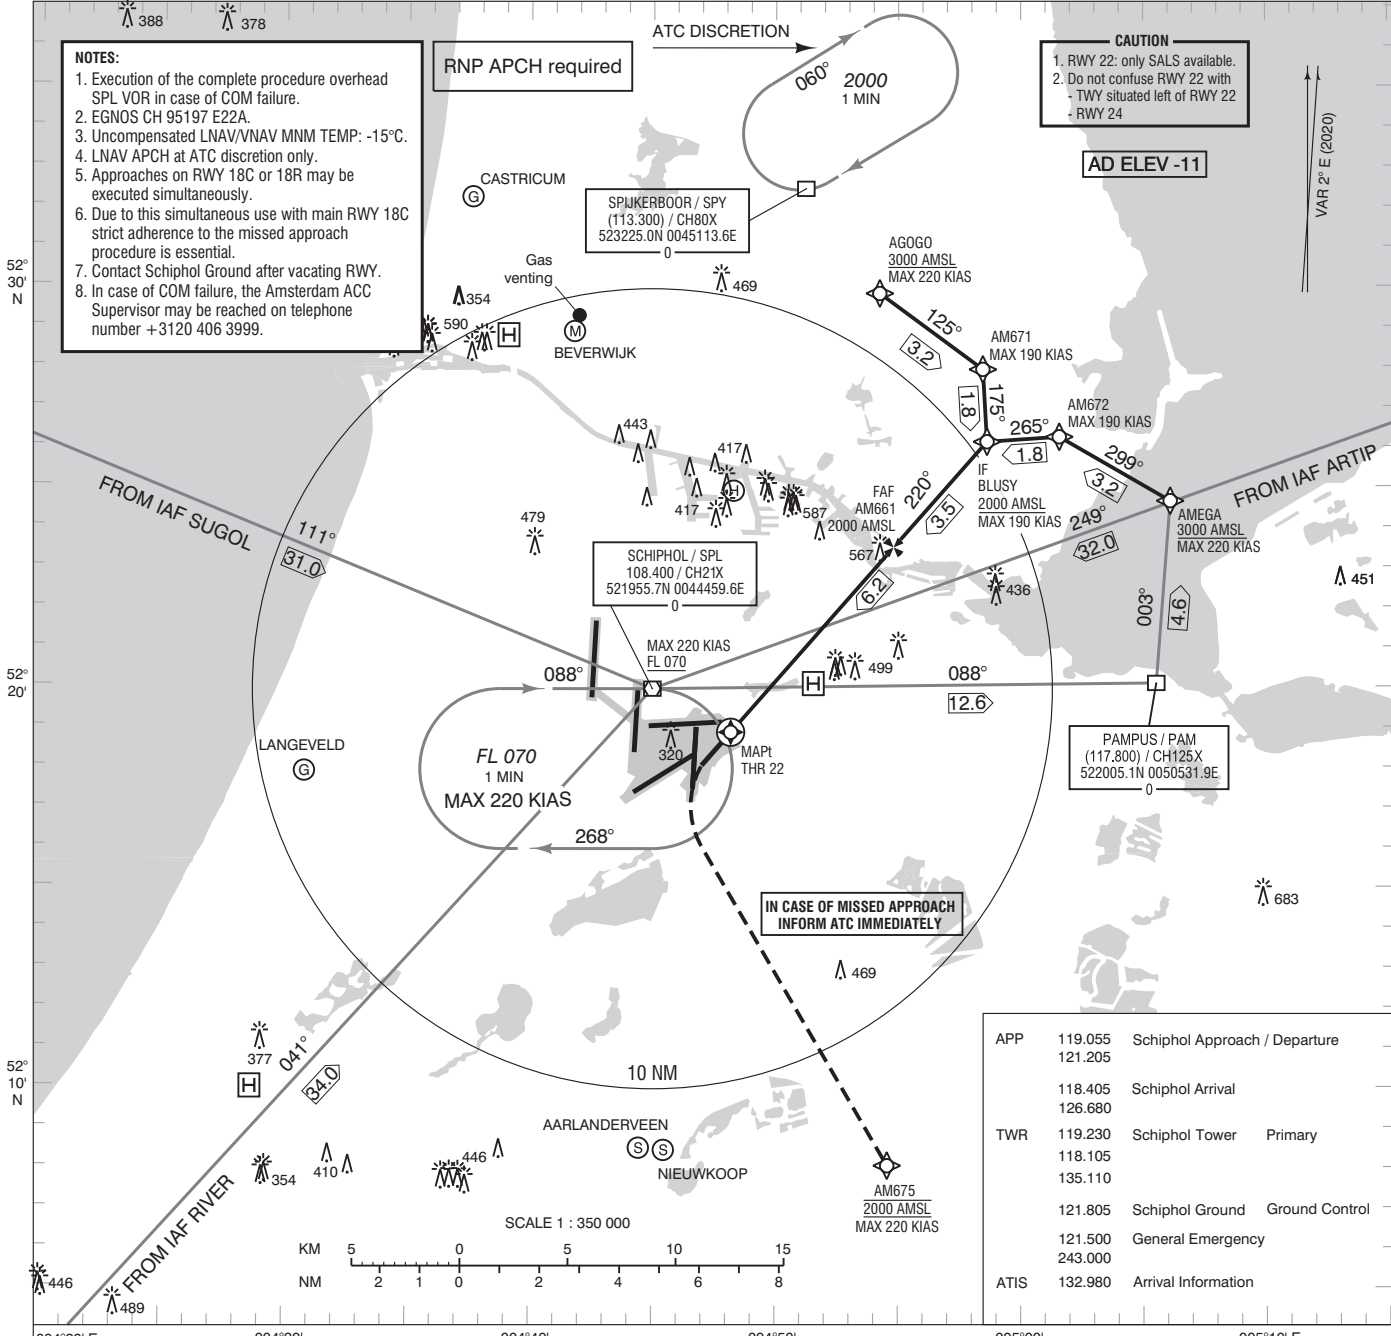 388
378
NOTES:
1. Execution of the complete procedure overhead
SPL VOR in case of COM failure.
2. EGNOS CH 95197 E22A.
3. Uncompensated LNAV/VNAV MNM TEMP: -15°C.
4. LNAV APCH at ATC discretion only.
5. Approaches on RWY 18C or 18R may be
executed simultaneously.
6. Due to this simultaneous use with main RWY 18C
strict adherence to the missed approach
procedure is essential.
7. Contact Schiphol Ground after vacating RWY.
8. In case of COM failure, the Amsterdam ACC
Supervisor may be reached on telephone
number +3120 406 3999.
RNP APCH required
ATC DISCRETION
060°
2000
1 MIN
CAUTION
1. RWY 22: only SALS available.
2. Do not confuse RWY 22 with
- TWY situated left of RWY 22
- RWY 24
AD ELEV -11
VAR 2° E (2020)
G
CASTRICUM
SPIJKERBOOR / SPY
(113.300) / CH80X
523225.0N 0045113.6E
0
52°
30'
N
Gas
venting
M
BEVERWIJK
354
590
H
469
AGOGO
3000 AMSL
MAX 220 KIAS
125°
3.2
AM671
MAX 190 KIAS
175°
1.8
AM672
MAX 190 KIAS
265°
1.8
299°
3.2
IF
BLUSY
2000 AMSL
MAX 190 KIAS
FROM IAF ARTIP
249°
32.0
AMEGA
3000 AMSL
MAX 220 KIAS
443
417
H
417
587
FAF
AM661
2000 AMSL
567
220°
3.5
6.2
FROM IAF SUGOL
111°
31.0
479
SCHIPHOL / SPL
108.400 / CH21X
521955.7N 0044459.6E
0
436
451
003°
4.6
MAX 220 KIAS
FL 070
499
52°
20'
088°
H
088°
12.6
LANGEVELD
G
FL 070
1 MIN
MAX 220 KIAS
268°
320
MAPt
THR 22
PAMPUS / PAM
(117.800) / CH125X
522005.1N 0050531.9E
0
IN CASE OF MISSED APPROACH
INFORM ATC IMMEDIATELY
683
469
377
H
041°
34.0
52°
10'
N
10 NM
AARLANDERVEEN
S
S
NIEUWKOOP
354
410
446
FROM IAF RIVER
446
489
AM675
2000 AMSL
MAX 220 KIAS
SCALE 1 : 350 000
KM 5 0 5 10 15
NM 2 1 0 2 4 6 8
APP 119.055 Schiphol Approach / Departure
121.205
118.405 Schiphol Arrival
126.680
TWR 119.230 Schiphol Tower Primary
118.105
135.110
121.805 Schiphol Ground Ground Control
121.500 General Emergency
243.000
ATIS 132.980 Arrival Information